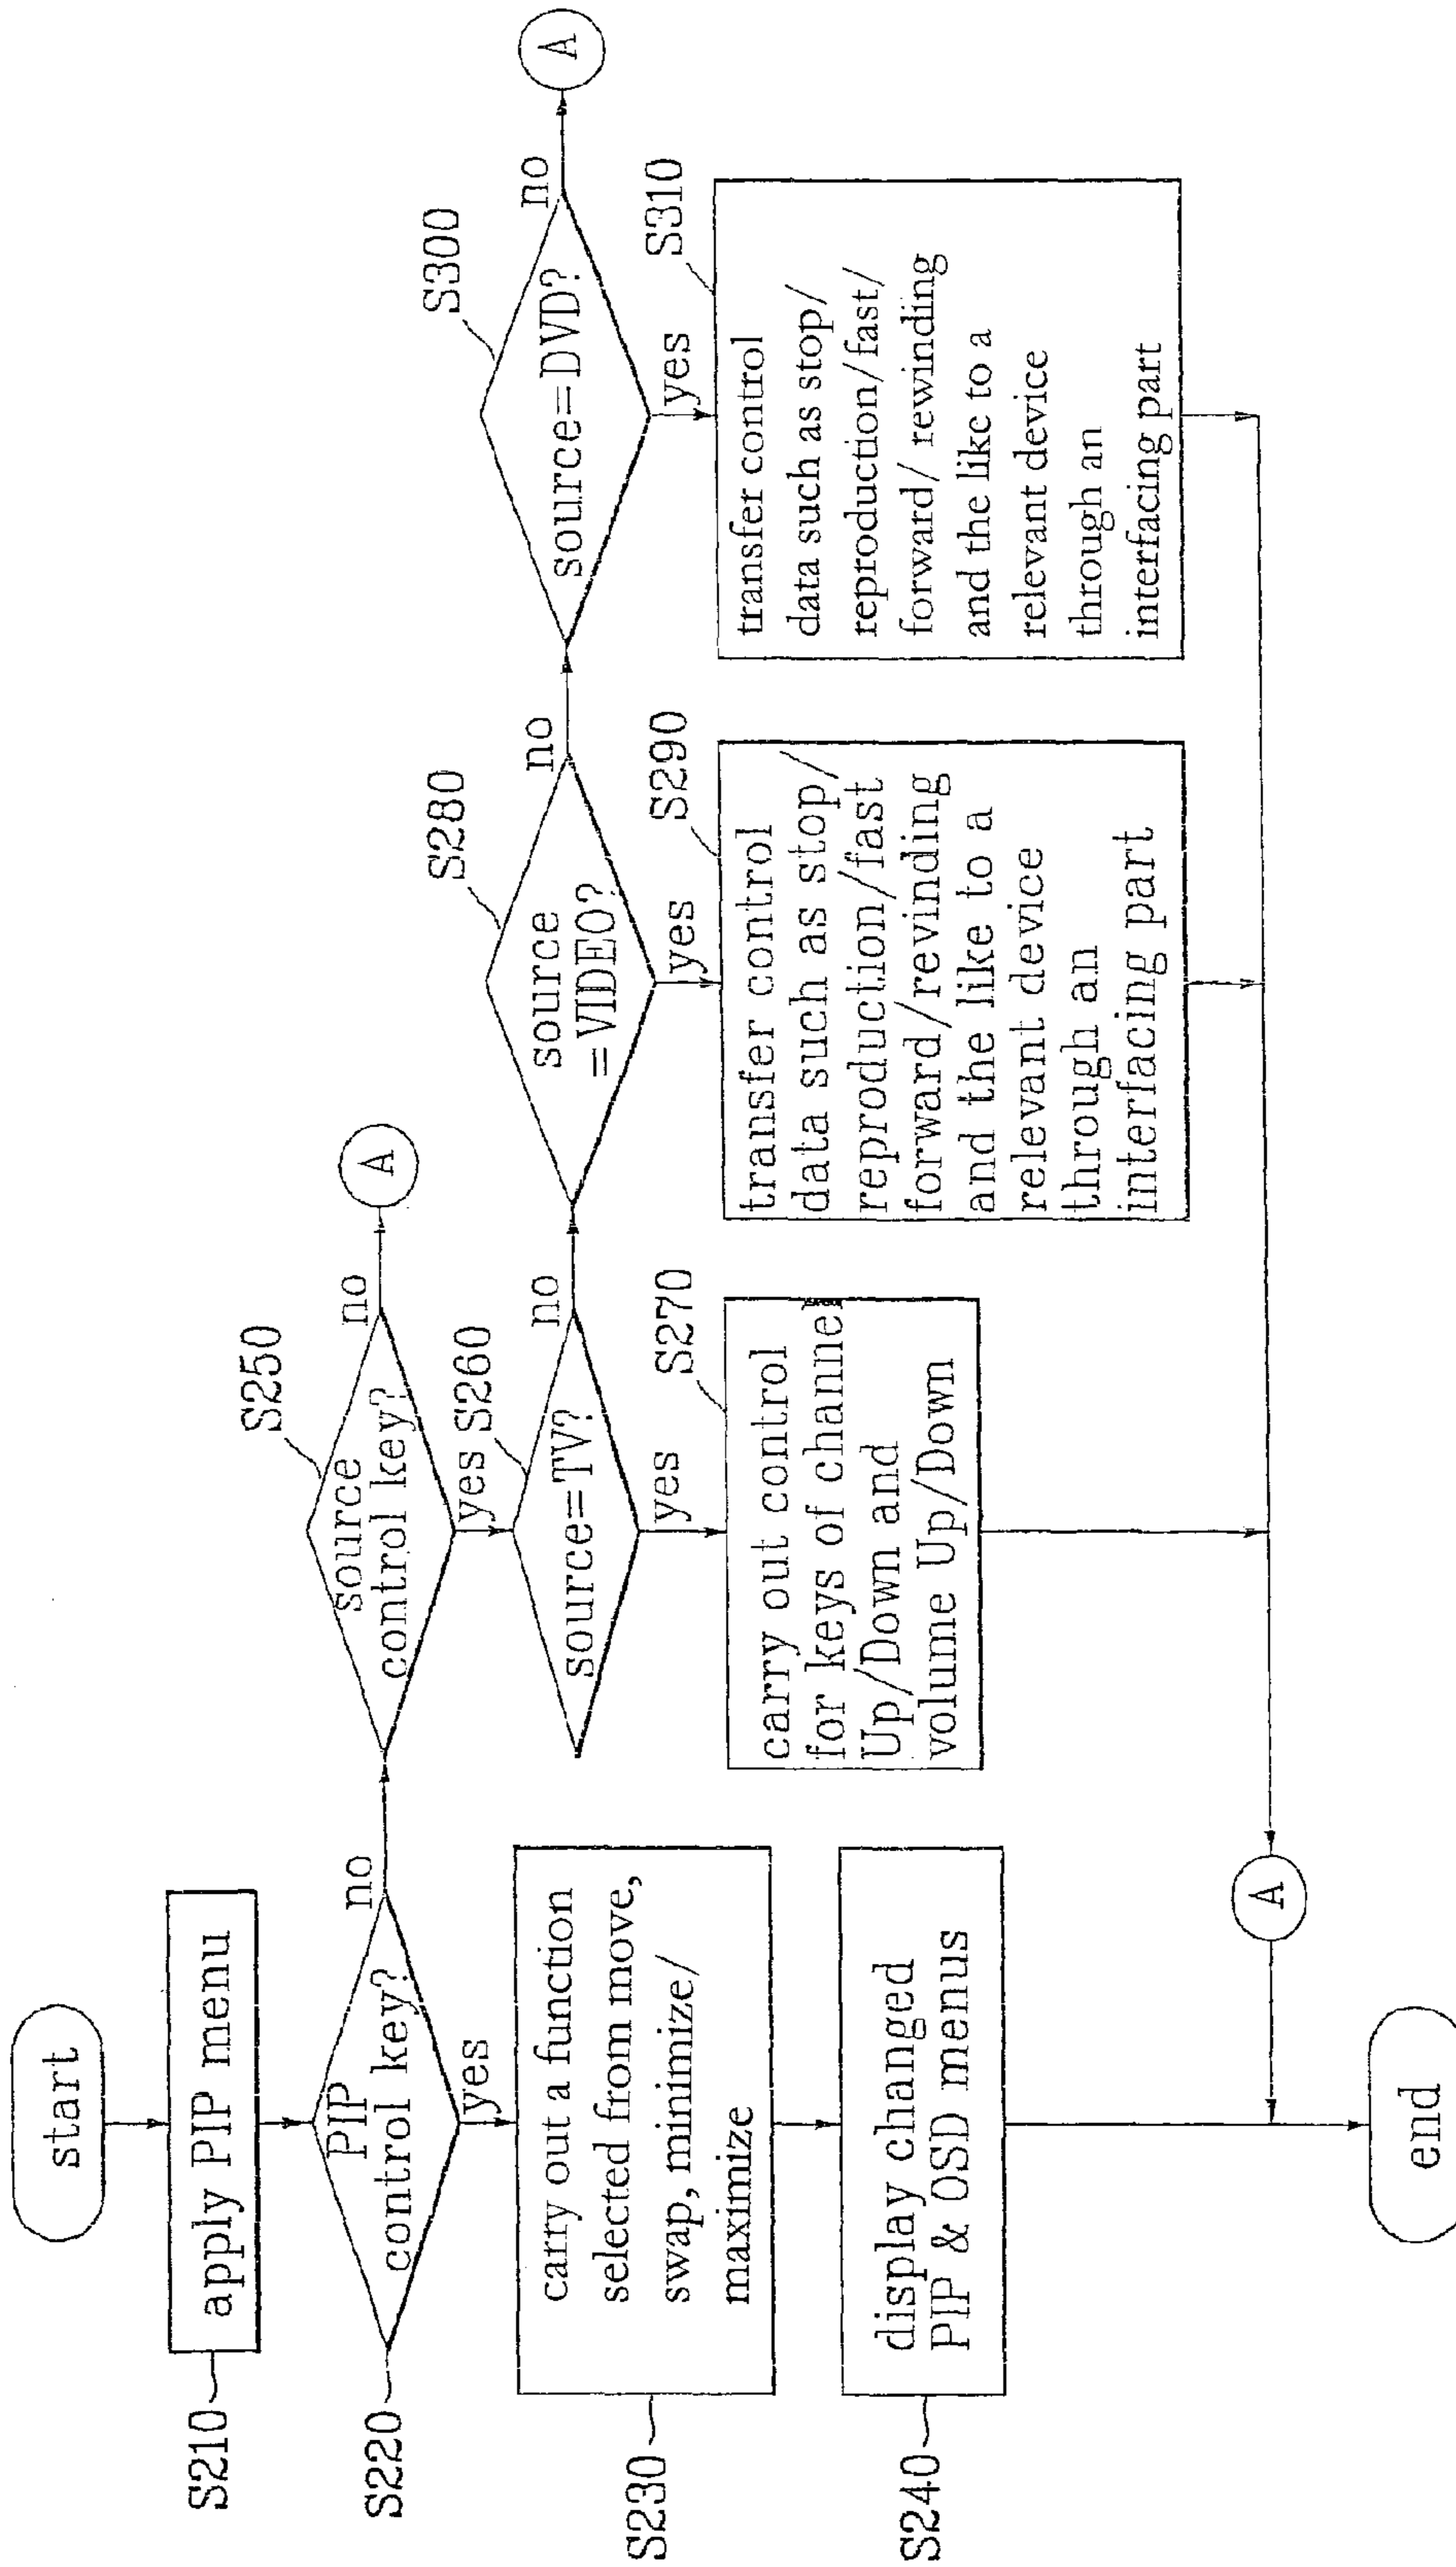 start
S210
apply PIP menu
S220
PIP
control key?
no
yes
S230
carry out a function
selected from move,
swap, minimize/
maximize
S240
display changed
PIP & OSD menus
end
S250
source
control key?
no
A
yes
S260
source=TV?
no
yes
S270
carry out control
for keys of channel
Up/Down and
volume Up/Down
S280
source
=VIDEO?
no
yes
S290
transfer control
data such as stop/
reproduction/fast
forward/revinding
and the like to a
relevant device
through an
interfacing part
S300
source=DVD?
no
A
yes
S310
transfer control
data such as stop/
reproduction/fast/
forward/ rewinding
and the like to a
relevant device
through an
interfacing part
A